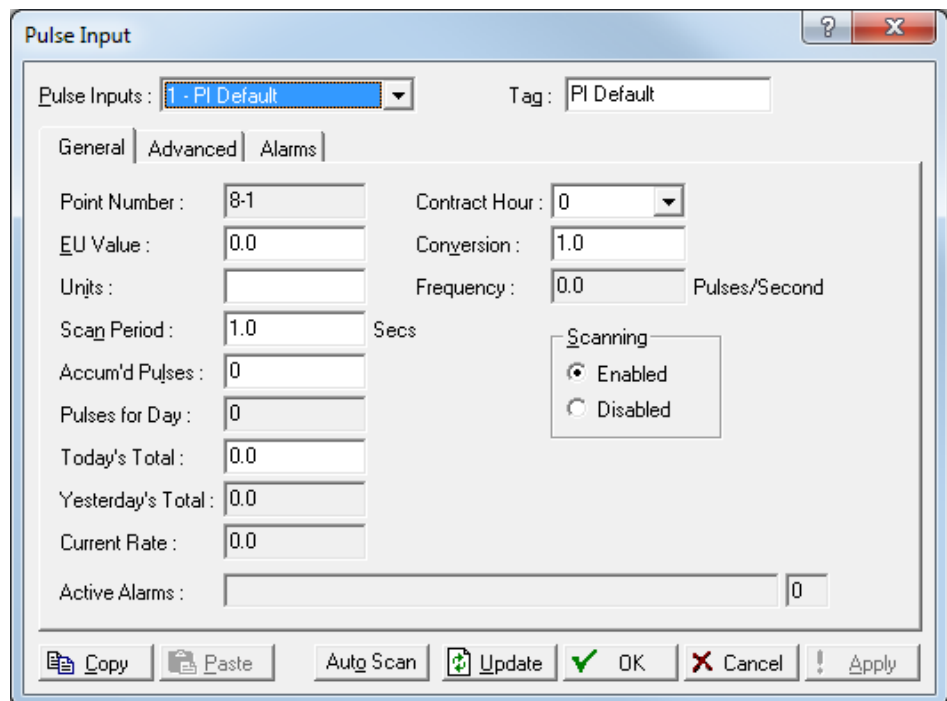 Pulse Input
Pulse Inputs : 1 - PI Default Tag : PI Default
General Advanced Alarms
Point Number : 8-1 Contract Hour : 0
EU Value : 0.0 Conversion : 1.0
Units : Frequency : 0.0 Pulses/Second
Scan Period : 1.0 Secs Scanning
Accum'd Pulses : 0 Enabled
Pulses for Day : 0 Disabled
Today's Total : 0.0
Yesterday's Total : 0.0
Current Rate : 0.0
Active Alarms : 0
Copy Paste Auto Scan Update OK Cancel ! Apply